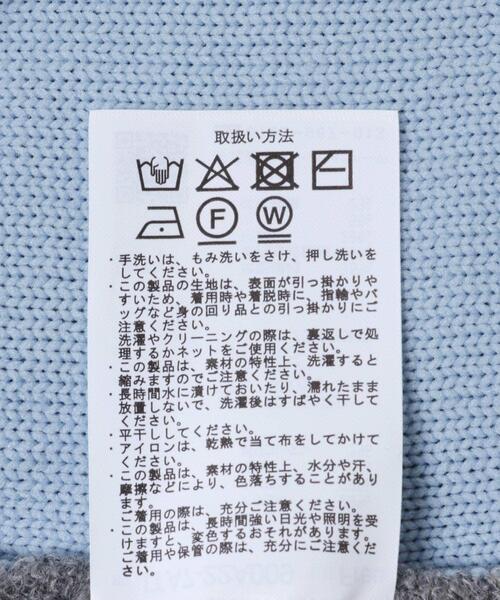 取扱い方法
F W
・手洗いは、もみ洗いをさけ、押し洗いを
してください。
・この製品の生地は、表面が引っ掛かりや
すいため、着用時や着脱時に、指輪やバ
ッグなど身の回り品との引っ掛かりにご
注意ください。
洗濯やクリーニングの際は、裏返しで処
理するかネットをご使用ください。
・この製品は、素材の特性上、洗濯すると
縮みますのでご注意ください。
・長時間水に漬けておいたり、濡れたまま
放置しないで、洗濯後はすばやく干して
ください。
・平干ししてください。
・アイロンは、乾熱で当て布をしてかけて
ください。
・この製品は、素材の特性上、水分や汗、
摩擦などにより、色落ちすることがあり
ます。
ご着用の際は、充分ご注意ください。
・この製品は、長時間強い日光や照明を受
けますと、変色するおそれがあります。
ご着用や保管の際は、充分にご注意くだ
さい。